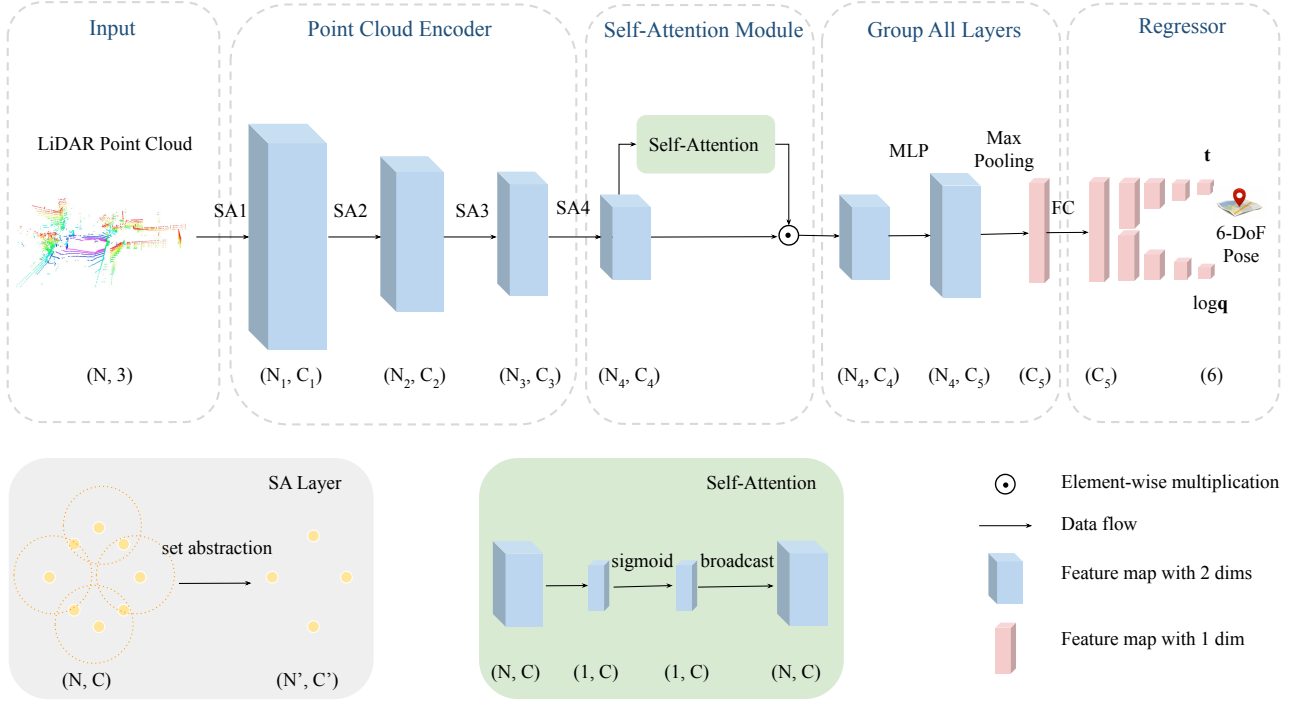 Input
Point Cloud Encoder
Self-Attention Module
Group All Layers
Regressor
LiDAR Point Cloud
SA1
SA2
SA3
SA4
Self-Attention
MLP
Max
Pooling
FC
t
6-DoF
Pose
logq
(N, 3)
(N₁, C₁)
(N₂, C₂)
(N₃, C₃)
(N₄, C₄)
(N₄, C₄)
(N₄, C₅)
(C₅)
(C₅)
(6)
SA Layer
set abstraction
(N, C)
(N’, C’)
Self-Attention
sigmoid
broadcast
(N, C)
(1, C)
(1, C)
(N, C)
Element-wise multiplication
Data flow
Feature map with 2 dims
Feature map with 1 dim